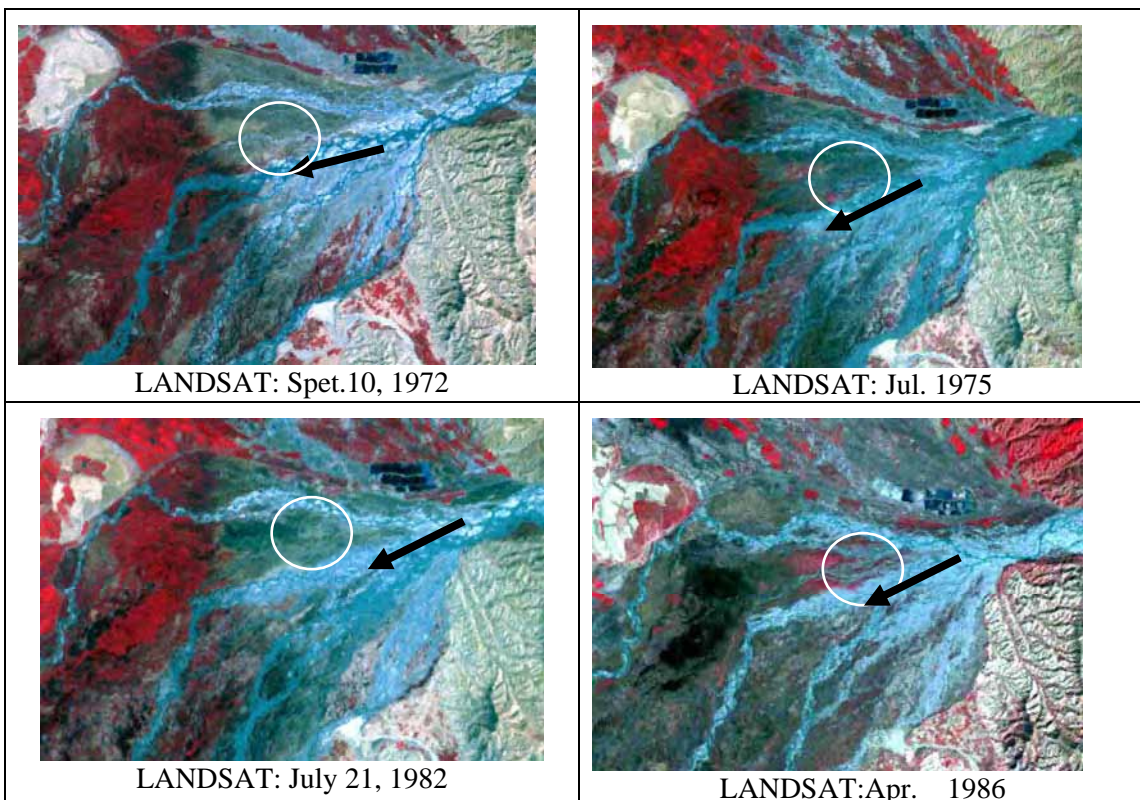 LANDSAT: Spet.10, 1972
LANDSAT: Jul. 1975
LANDSAT: July 21, 1982
LANDSAT:Apr. 1986